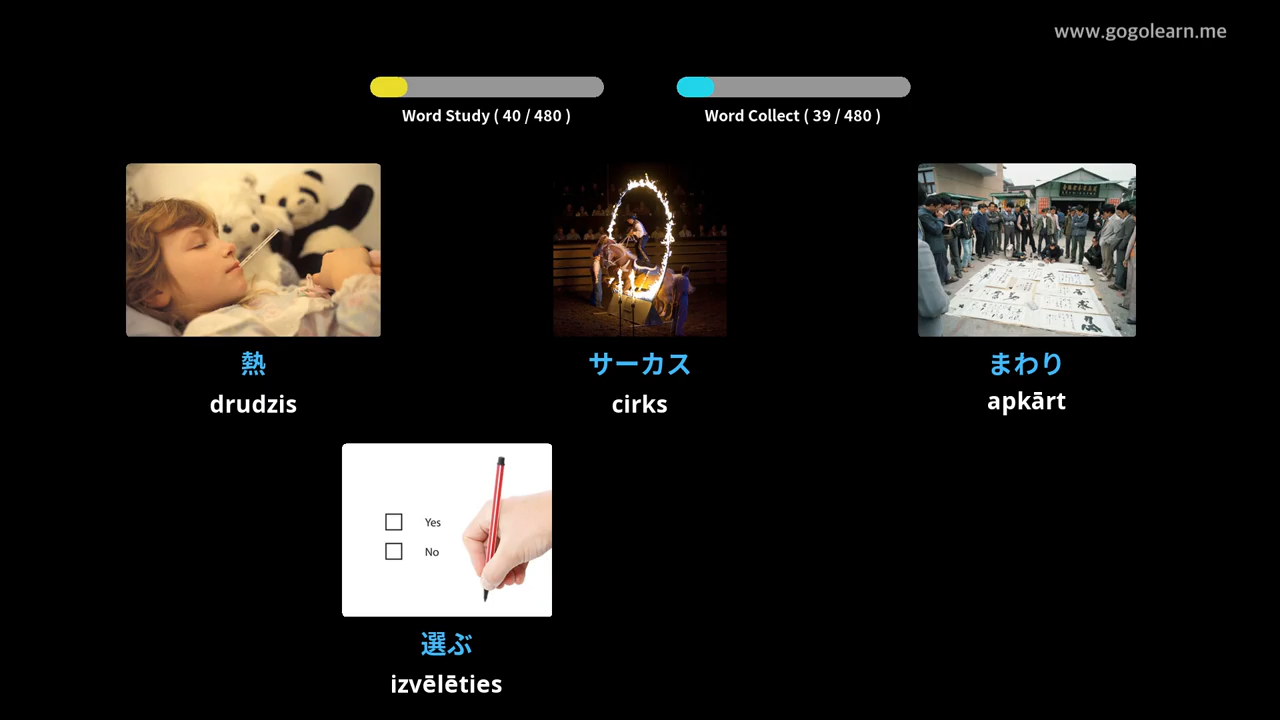 www.gogolearn.me
Word Study ( 40 / 480 )
Word Collect ( 39 / 480 )
熱
drudzis
サーカス
cirks
まわり
apkārt
Yes
No
選ぶ
izvēlēties